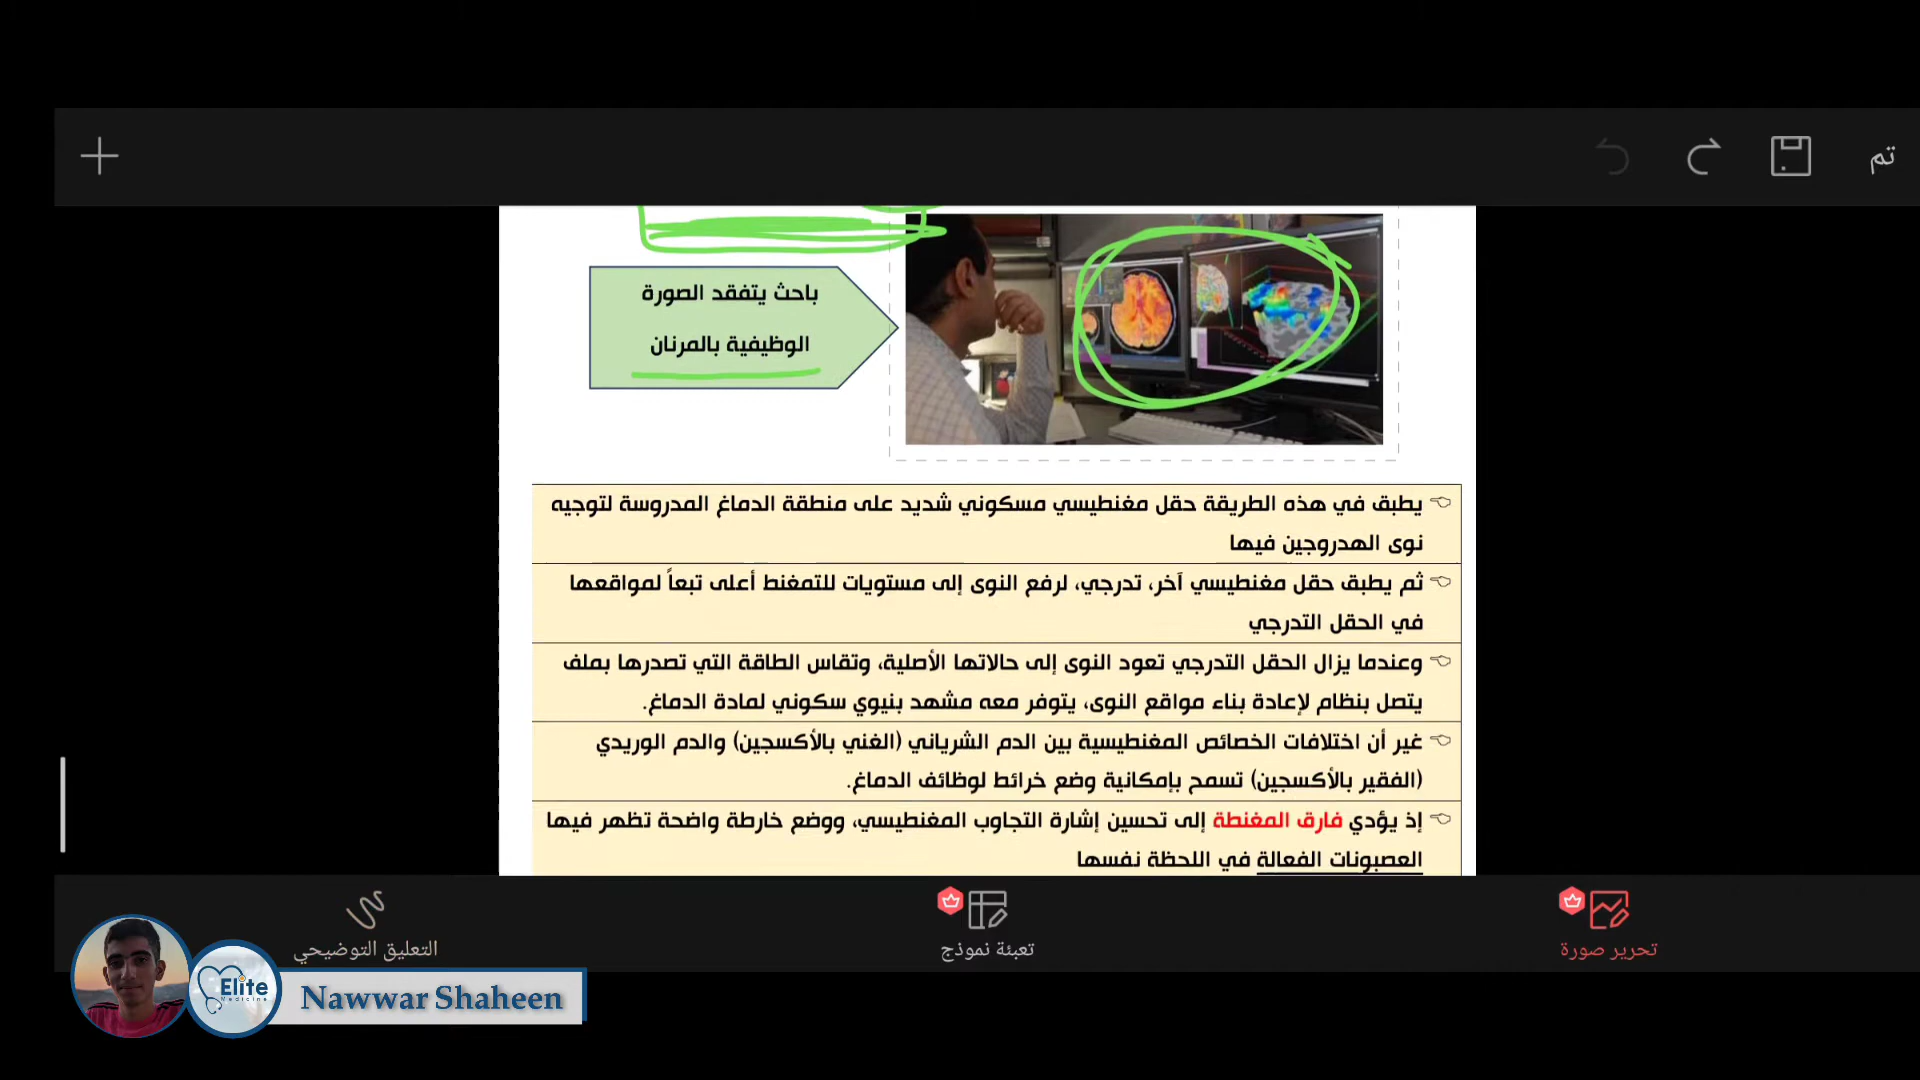 تم
باحث يتفقد الصورة
الوظيفية بالمرنان
يطبق في هذه الطريقة حقل مغنطيسي مسكوني شديد على منطقة الدماغ المدروسة لتوجيه
نوى الهدروجين فيها
ثم يطبق حقل مغنطيسي آخر، تدرجي، لرفع النوى إلى مستويات للتمغنط أعلى تبعاً لمواقعها
في الحقل التدرجي
وعندما يزال الحقل التدرجي تعود النوى إلى حالاتها الأصلية، وتقاس الطاقة التي تصدرها بملف
يتصل بنظام لإعادة بناء مواقع النوى، يتوفر معه مشهد بنيوي سكوني لمادة الدماغ.
غير أن اختلافات الخصائص المغنطيسية بين الدم الشرياني (الغني بالأكسجين) والدم الوريدي
(الفقير بالأكسجين) تسمح بإمكانية وضع خرائط لوظائف الدماغ.
إذ يؤدي فارق المغنطة إلى تحسين إشارة التجاوب المغنطيسي، ووضع خارطة واضحة تظهر فيها
العصبونات الفعالة في اللحظة نفسها
تحرير صورة
تعبئة نموذج
التعليق التوضيحي
Elite
Medicine
Nawwar Shaheen